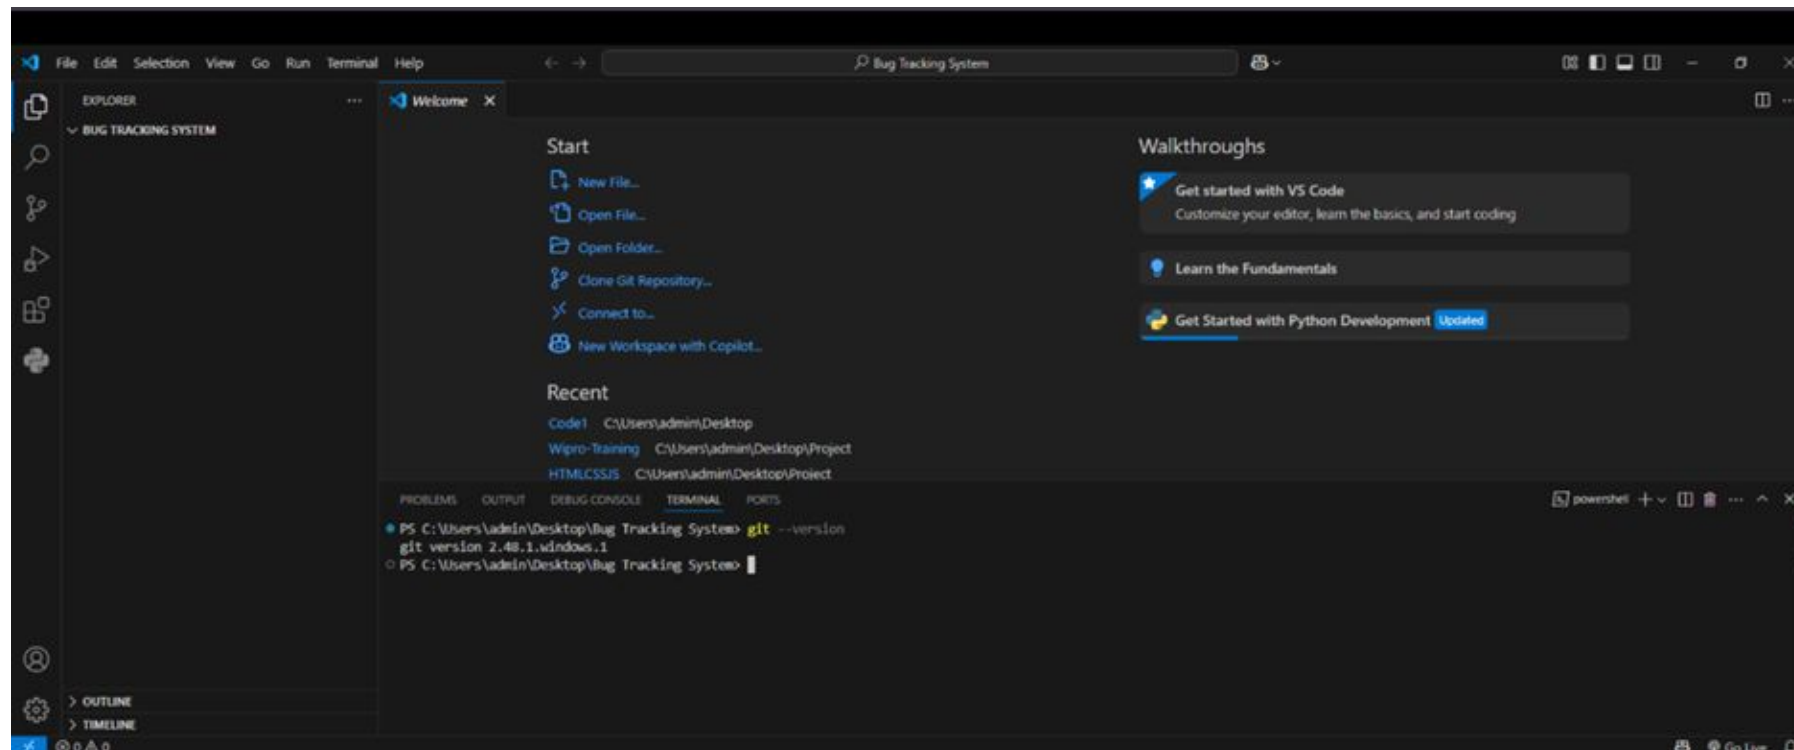 File Edit Selection View Go Run Terminal Help
Bug Tracking System
EXPLORER
BUG TRACKING SYSTEM
OUTLINE
TIMELINE
Welcome
Start
New File...
Open File...
Open Folder...
Clone Git Repository...
Connect to...
New Workspace with Copilot...
Recent
Code1 C:\Users\admin\Desktop
Wipro-Training C:\Users\admin\Desktop\Project
HTMLCSSJS C:\Users\admin\Desktop\Project
Walkthroughs
Get started with VS Code
Customize your editor, learn the basics, and start coding
Learn the Fundamentals
Get Started with Python Development Updated
PROBLEMS OUTPUT DEBUG CONSOLE TERMINAL PORTS
powershell
PS C:\Users\admin\Desktop\Bug Tracking System> git --version
git version 2.48.1.windows.1
PS C:\Users\admin\Desktop\Bug Tracking System>
0 0
Go Live